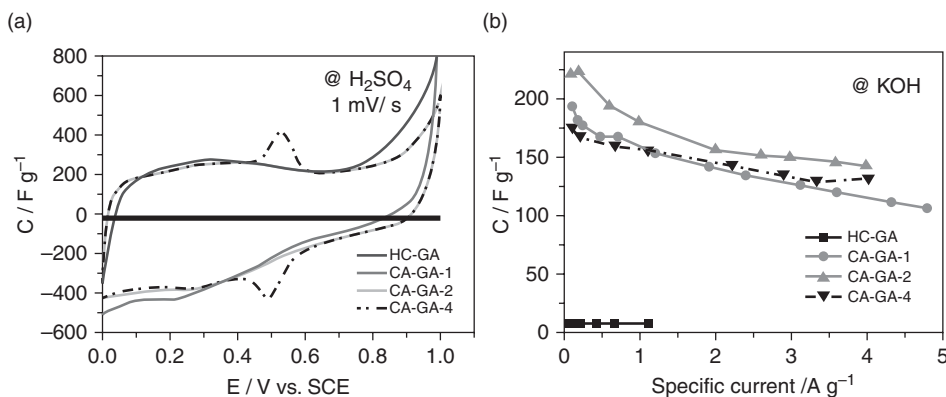 (a)
800
600
400
200
0
–200
–400
–600
C / F g⁻¹
@ H₂SO₄
1 mV/ s
HC-GA
CA-GA-1
CA-GA-2
CA-GA-4
0.0 0.2 0.4 0.6 0.8 1.0
E / V vs. SCE
(b)
200
150
100
50
0
C / F g⁻¹
@ KOH
HC-GA
CA-GA-1
CA-GA-2
CA-GA-4
0 1 2 3 4 5
Specific current /A g⁻¹